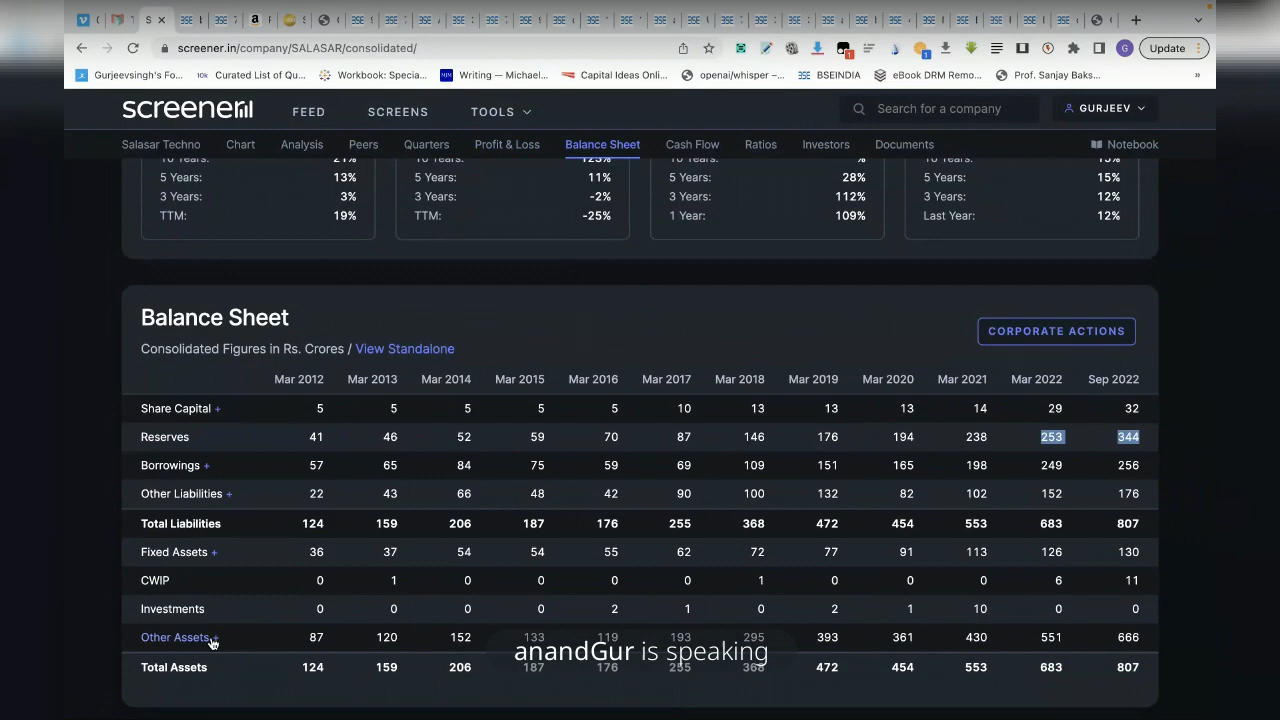 screener.in/company/SALASAR/consolidated/
Update
Gurjeevsingh's Fo...
Curated List of Qu...
Workbook: Specia...
Writing – Michael...
Capital Ideas Onli...
openai/whisper –...
BSEINDIA
eBook DRM Remo...
Prof. Sanjay Baks...
»
screener
FEED
SCREENS
TOOLS
Search for a company
GURJEEV
Salasar Techno Chart Analysis Peers Quarters Profit & Loss Balance Sheet Cash Flow Ratios Investors Documents Notebook
10 Years: 21% 10 Years: 123% 10 Years: % 10 Years: 15%
5 Years: 13% 5 Years: 11% 5 Years: 28% 5 Years: 15%
3 Years: 3% 3 Years: -2% 3 Years: 112% 3 Years: 12%
TTM: 19% TTM: -25% 1 Year: 109% Last Year: 12%
Balance Sheet
CORPORATE ACTIONS
Consolidated Figures in Rs. Crores / View Standalone
Mar 2012 Mar 2013 Mar 2014 Mar 2015 Mar 2016 Mar 2017 Mar 2018 Mar 2019 Mar 2020 Mar 2021 Mar 2022 Sep 2022
Share Capital + 5 5 5 5 5 10 13 13 13 14 29 32
Reserves 41 46 52 59 70 87 146 176 194 238 253 344
Borrowings + 57 65 84 75 59 69 109 151 165 198 249 256
Other Liabilities + 22 43 66 48 42 90 100 132 82 102 152 176
Total Liabilities 124 159 206 187 176 255 368 472 454 553 683 807
Fixed Assets + 36 37 54 54 55 62 72 77 91 113 126 130
CWIP 0 1 0 0 0 0 1 0 0 0 6 11
Investments 0 0 0 0 2 1 0 2 1 10 0 0
Other Assets + 87 120 152 133 119 193 295 393 361 430 551 666
anandGur is speaking
Total Assets 124 159 206 187 176 255 368 472 454 553 683 807